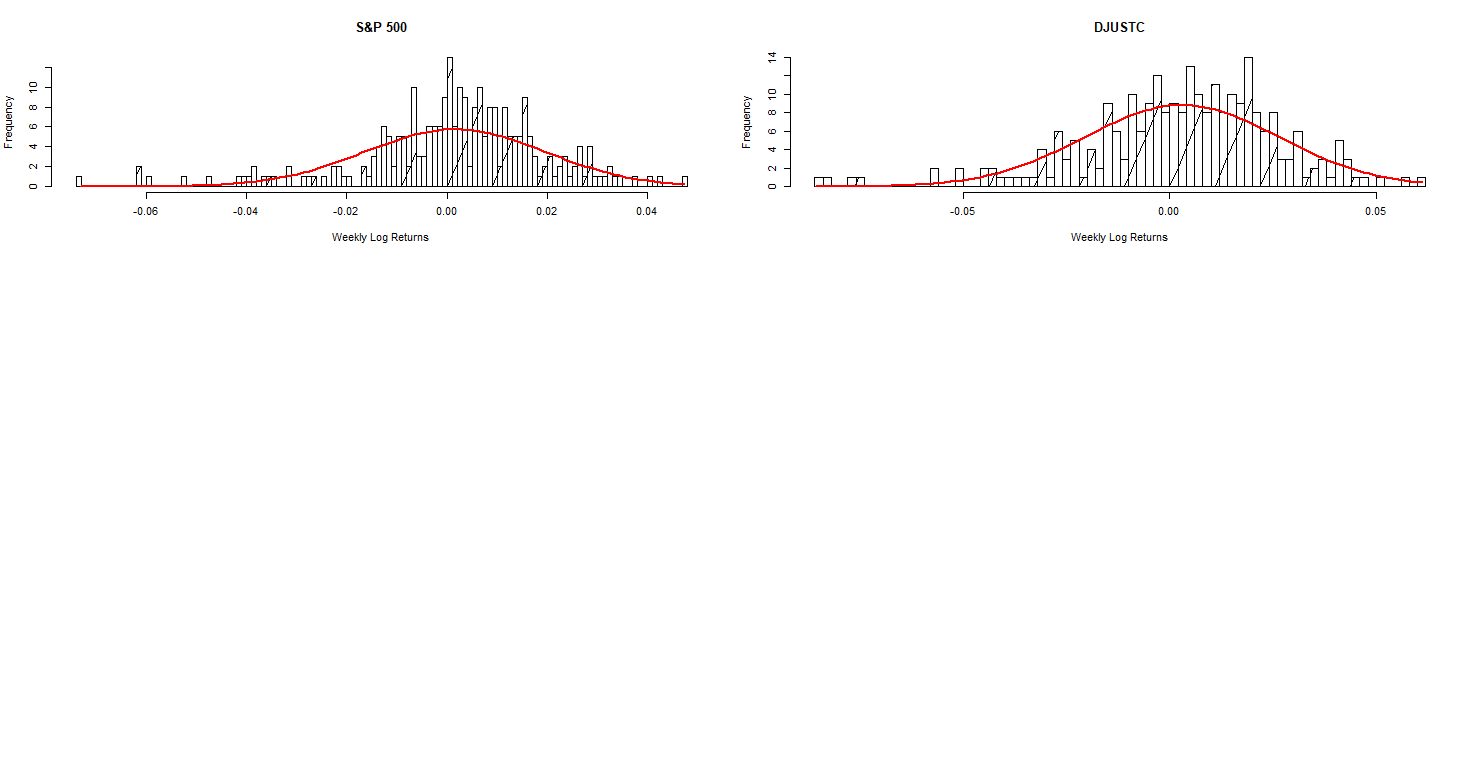 S&P 500
Frequency
0 2 4 6 8 10
-0.06 -0.04 -0.02 0.00 0.02 0.04
Weekly Log Returns
DJUSTC
Frequency
0 2 4 6 8 10 14
-0.05 0.00 0.05
Weekly Log Returns